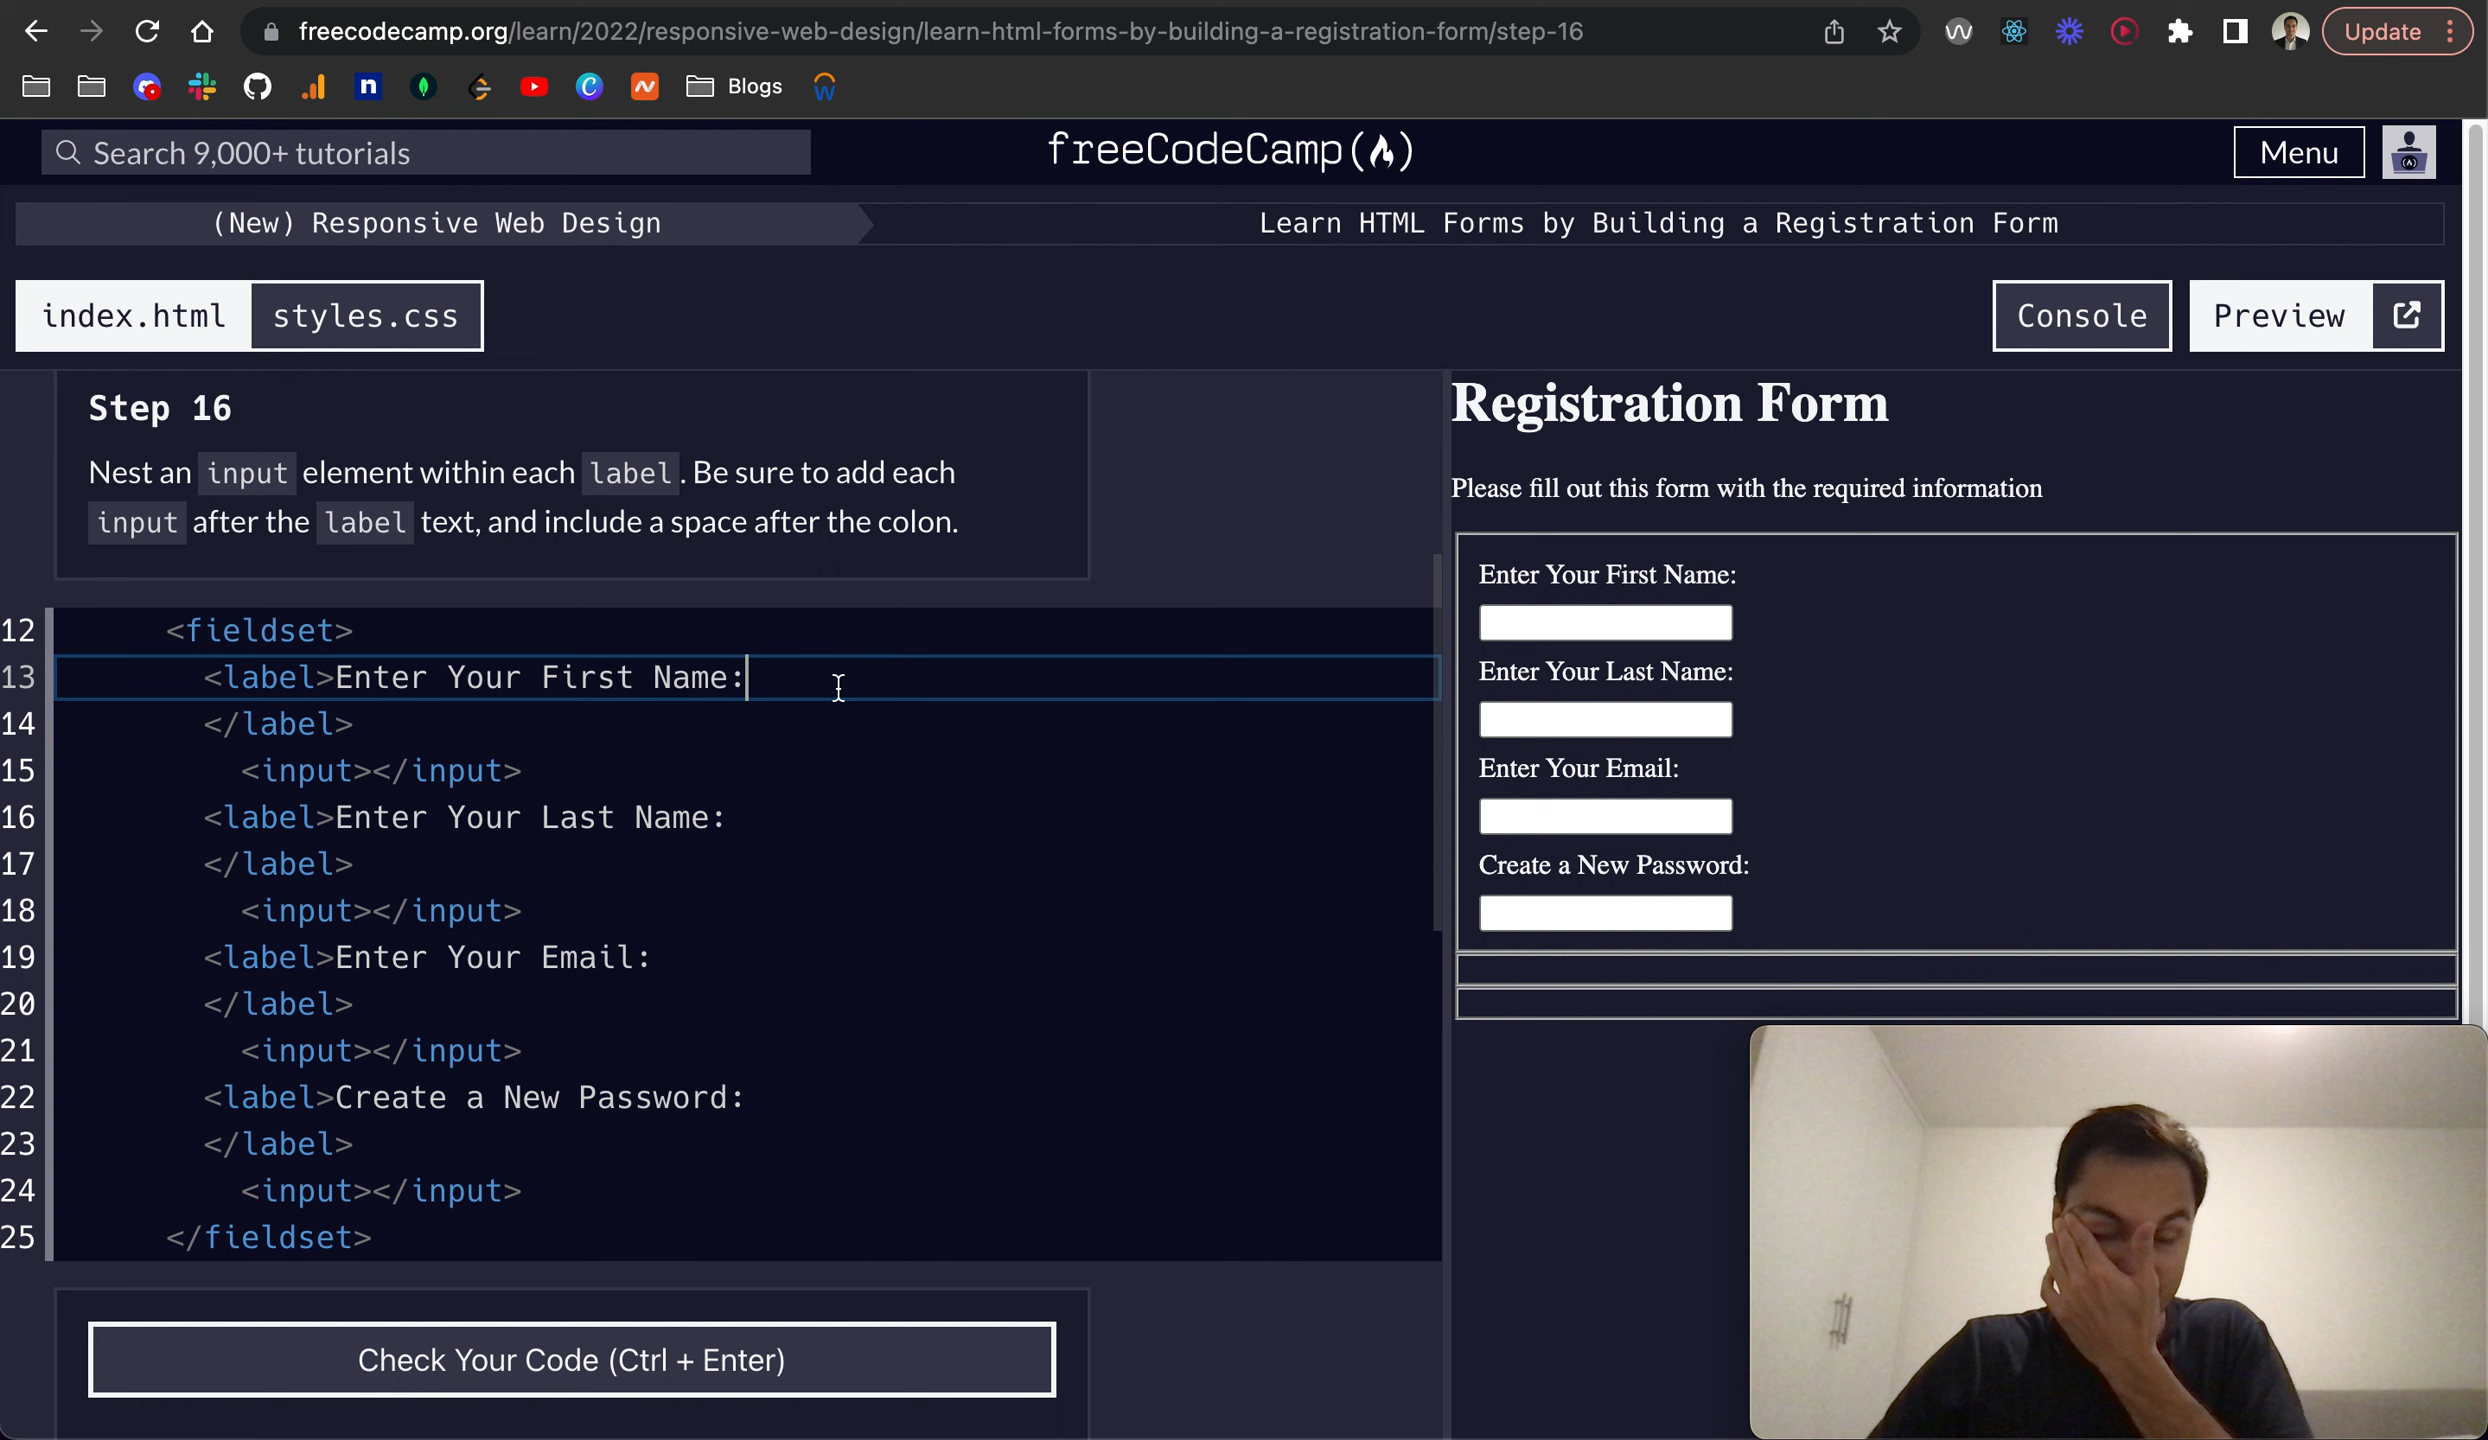 freecodecamp.org/learn/2022/responsive-web-design/learn-html-forms-by-building-a-registration-form/step-16
Update
Blogs
Search 9,000+ tutorials
freeCodeCamp(🔥)
Menu
(New) Responsive Web Design
Learn HTML Forms by Building a Registration Form
index.html
styles.css
Console
Preview
Step 16
Nest an input element within each label. Be sure to add each
input after the label text, and include a space after the colon.
12 <fieldset>
13 <label>Enter Your First Name:
14 </label>
15 <input></input>
16 <label>Enter Your Last Name:
17 </label>
18 <input></input>
19 <label>Enter Your Email:
20 </label>
21 <input></input>
22 <label>Create a New Password:
23 </label>
24 <input></input>
25 </fieldset>
Check Your Code (Ctrl + Enter)
Registration Form
Please fill out this form with the required information
Enter Your First Name:
Enter Your Last Name:
Enter Your Email:
Create a New Password: